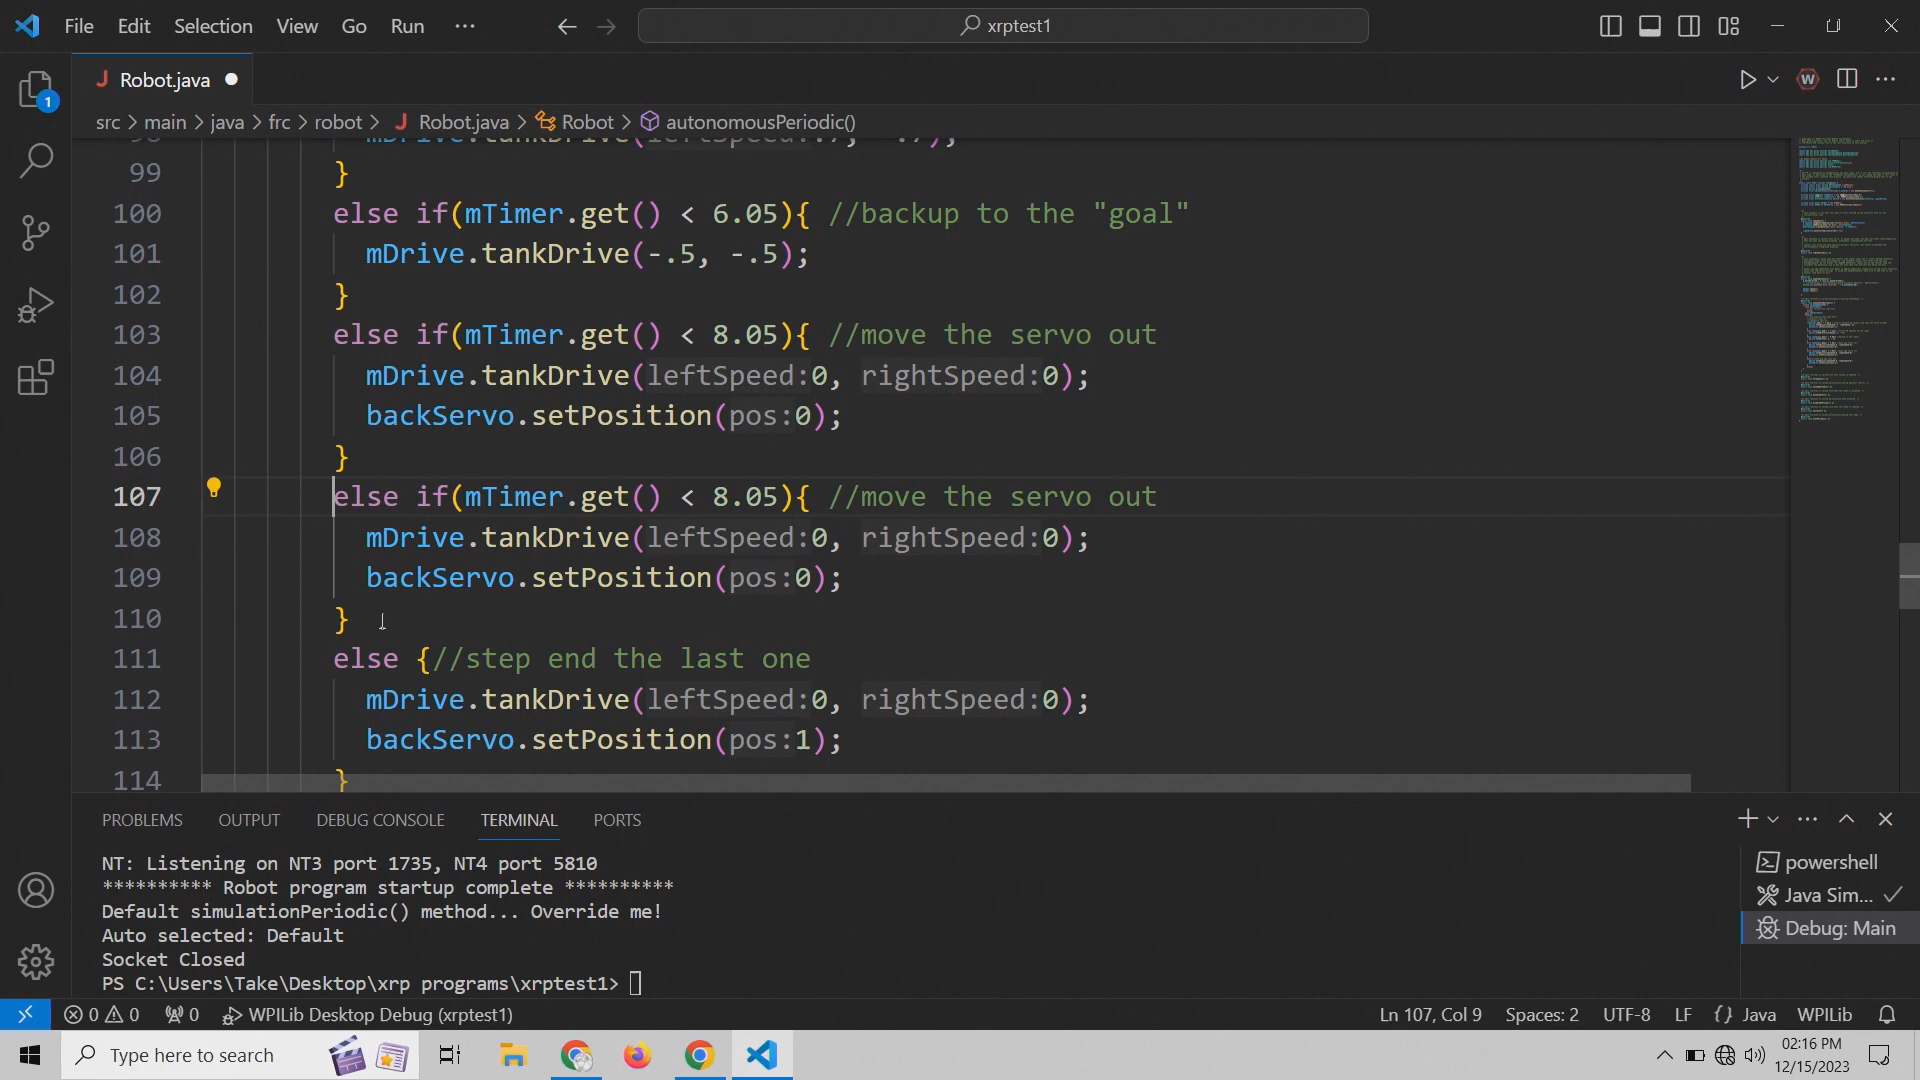 File Edit Selection View Go Run ··· xrptest1
J Robot.java
src > main > java > frc > robot > J Robot.java > Robot > autonomousPeriodic()
99 }
100 else if(mTimer.get() < 6.05){ //backup to the "goal"
101 mDrive.tankDrive(-.5, -.5);
102 }
103 else if(mTimer.get() < 8.05){ //move the servo out
104 mDrive.tankDrive(leftSpeed:0, rightSpeed:0);
105 backServo.setPosition(pos:0);
106 }
107 else if(mTimer.get() < 8.05){ //move the servo out
108 mDrive.tankDrive(leftSpeed:0, rightSpeed:0);
109 backServo.setPosition(pos:0);
110 }
111 else {//step end the last one
112 mDrive.tankDrive(leftSpeed:0, rightSpeed:0);
113 backServo.setPosition(pos:1);
114 }
PROBLEMS OUTPUT DEBUG CONSOLE TERMINAL PORTS
NT: Listening on NT3 port 1735, NT4 port 5810
********** Robot program startup complete **********
Default simulationPeriodic() method... Override me!
Auto selected: Default
Socket Closed
PS C:\Users\Take\Desktop\xrp programs\xrptest1>
powershell
Java Sim...
Debug: Main
0 0 0 WPILib Desktop Debug (xrptest1) Ln 107, Col 9 Spaces: 2 UTF-8 LF {} Java WPILib
Type here to search
02:16 PM
12/15/2023